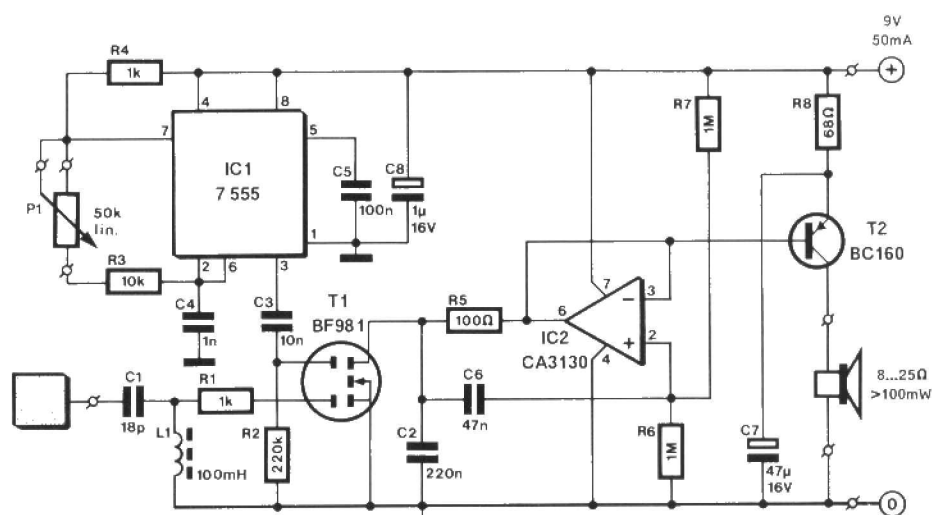 9V
50mA
R4
1k
+
4
8
R7
1M
R8
68Ω
7
5
IC1
7555
C5
100n
C8
1µ
16V
P1
50k
lin.
1
T2
BC160
2
6
3
R3
10k
C4
1n
C3
10n
T1
BF981
R5
100Ω
6
7
3
−
IC2
+
2
4
CA3130
C1
18p
R1
1k
C6
47n
8...25Ω
>100mW
L1
100mH
R2
220k
C2
220n
R6
1M
C7
47µ
16V
0